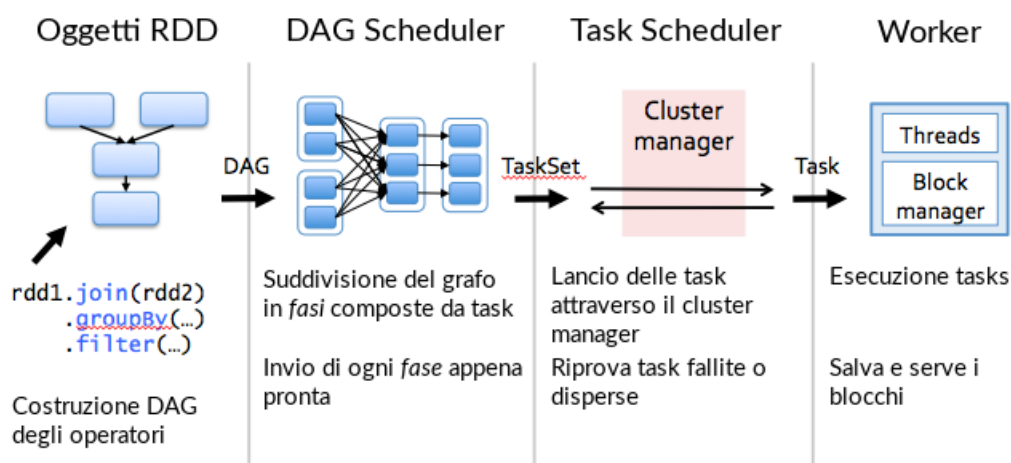 Oggetti RDD
DAG Scheduler
Task Scheduler
Worker
DAG
TaskSet
Cluster
manager
Task
Threads
Block
manager
rdd1.join(rdd2)
.groupBy(…)
.filter(…)
Costruzione DAG
degli operatori
Suddivisione del grafo
in fasi composte da task
Invio di ogni fase appena
pronta
Lancio delle task
attraverso il cluster
manager
Riprova task fallite o
disperse
Esecuzione tasks
Salva e serve i
blocchi